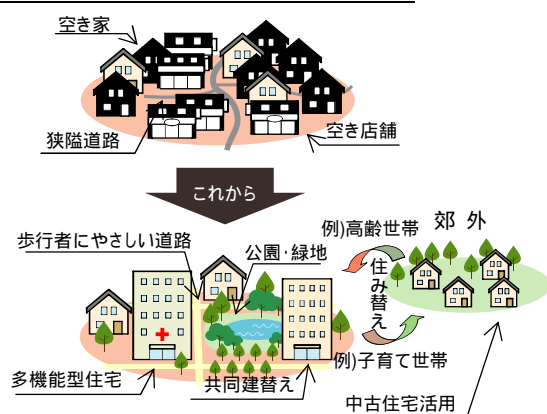 空き家
狭隘道路
空き店舗
これから
例)高齢世帯
郊 外
歩行者にやさしい道路
公園・緑地
住み替え
例)子育て世帯
多機能型住宅
共同建替え
中古住宅活用